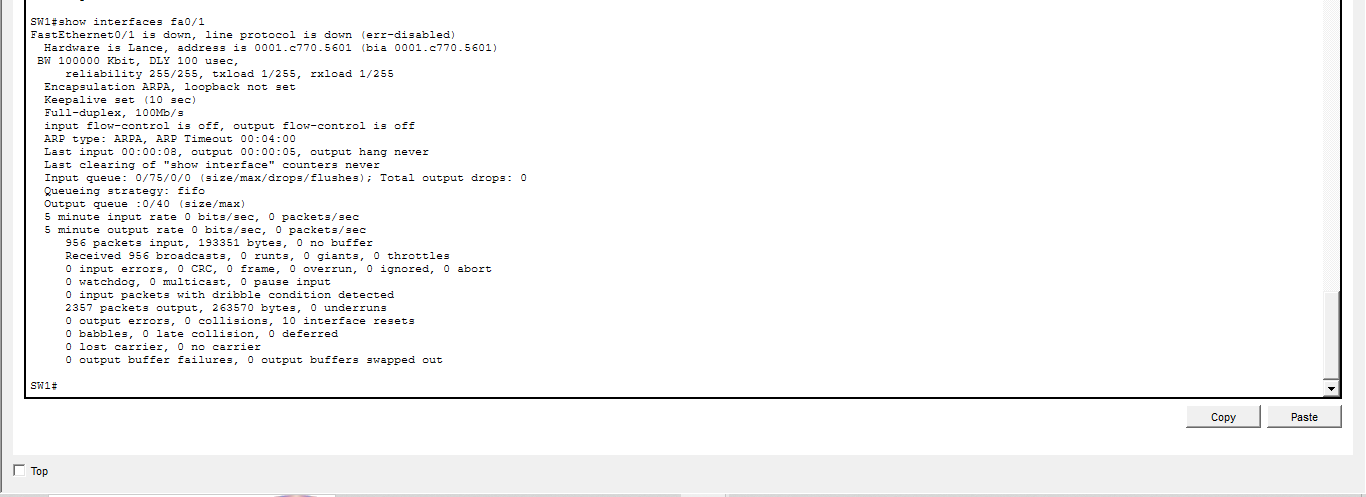 SW1#show interfaces fa0/1
FastEthernet0/1 is down, line protocol is down (err-disabled)
Hardware is Lance, address is 0001.c770.5601 (bia 0001.c770.5601)
BW 100000 Kbit, DLY 100 usec,
reliability 255/255, txload 1/255, rxload 1/255
Encapsulation ARPA, loopback not set
Keepalive set (10 sec)
Full-duplex, 100Mb/s
input flow-control is off, output flow-control is off
ARP type: ARPA, ARP Timeout 00:04:00
Last input 00:00:08, output 00:00:05, output hang never
Last clearing of "show interface" counters never
Input queue: 0/75/0/0 (size/max/drops/flushes); Total output drops: 0
Queueing strategy: fifo
Output queue :0/40 (size/max)
5 minute input rate 0 bits/sec, 0 packets/sec
5 minute output rate 0 bits/sec, 0 packets/sec
956 packets input, 193351 bytes, 0 no buffer
Received 956 broadcasts, 0 runts, 0 giants, 0 throttles
0 input errors, 0 CRC, 0 frame, 0 overrun, 0 ignored, 0 abort
0 watchdog, 0 multicast, 0 pause input
0 input packets with dribble condition detected
2357 packets output, 263570 bytes, 0 underruns
0 output errors, 0 collisions, 10 interface resets
0 babbles, 0 late collision, 0 deferred
0 lost carrier, 0 no carrier
0 output buffer failures, 0 output buffers swapped out
SW1#
Copy Paste
Top